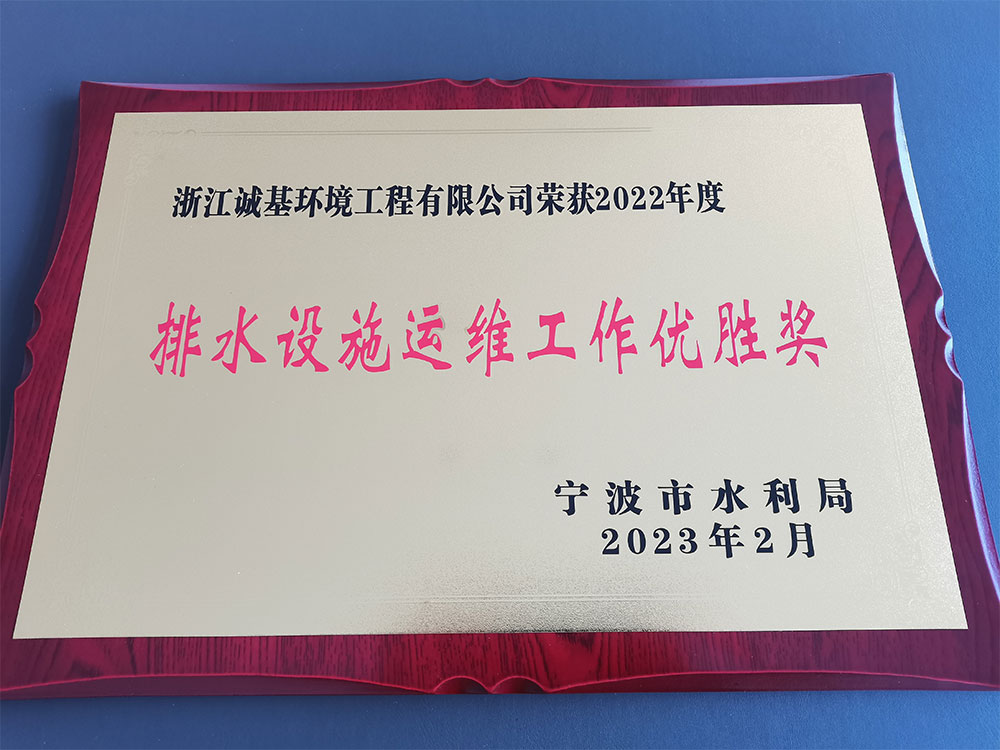 浙江诚基环境工程有限公司荣获2022年度
排水设施运维工作优胜奖
宁波市水利局
2023年2月